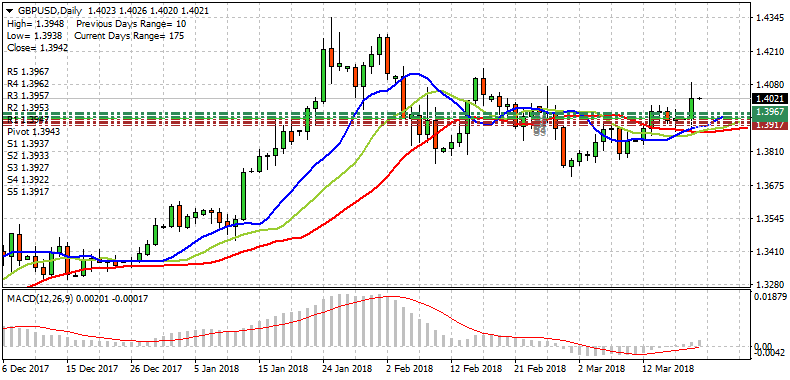 GBPUSD,Daily 1.4023 1.4026 1.4020 1.4021
High= 1.3948 Previous Days Range= 10
Low= 1.3938 Current Days Range= 175
Close= 1.3942
R5 1.3967
R4 1.3962
R3 1.3957
R2 1.3953
R1 1.3947
Pivot 1.3943
S1 1.3937
S2 1.3933
S3 1.3927
S4 1.3922
S5 1.3917
1.4345
1.4210
1.4080
1.4021
1.3967
1.3917
1.3810
1.3675
1.3545
1.3410
1.3280
MACD(12,26,9) 0.00201 -0.00017
0.01879
0.00
-0.0042
6 Dec 2017 15 Dec 2017 26 Dec 2017 5 Jan 2018 15 Jan 2018 24 Jan 2018 2 Feb 2018 12 Feb 2018 21 Feb 2018 2 Mar 2018 12 Mar 2018